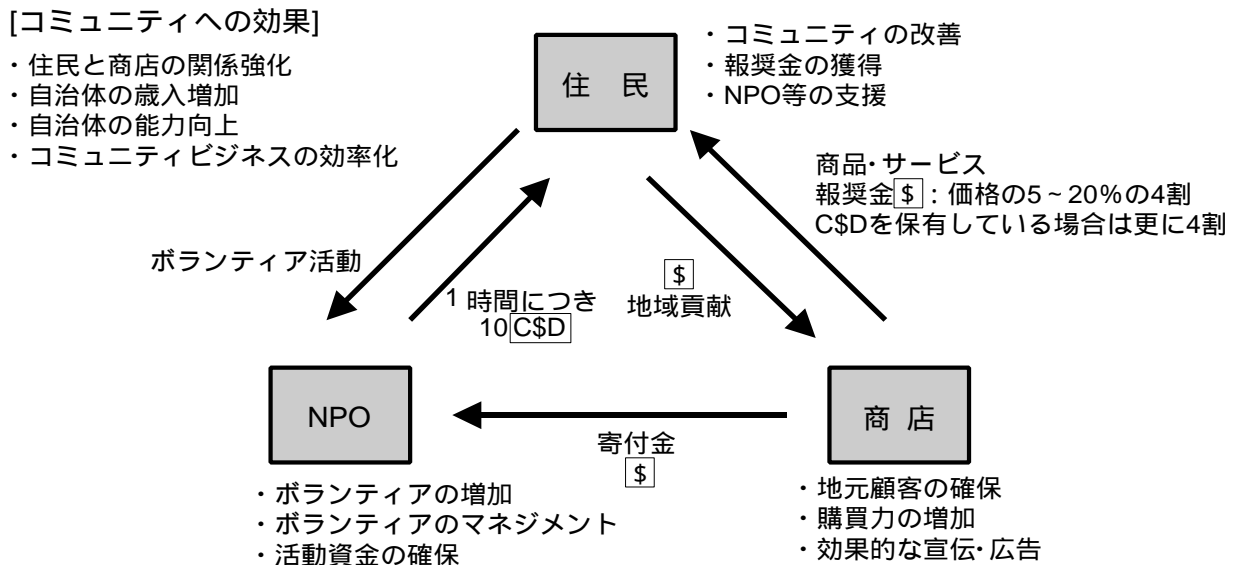 [コミュニティへの効果]
・住民と商店の関係強化
・自治体の歳入増加
・自治体の能力向上
・コミュニティビジネスの効率化
住 民
・コミュニティの改善
・報奨金の獲得
・NPO等の支援
商品・サービス
報奨金$：価格の5～20%の4割
C$Dを保有している場合は更に4割
ボランティア活動
1時間につき
10C$D
$
地域貢献
NPO
商 店
寄付金
$
・ボランティアの増加
・ボランティアのマネジメント
・活動資金の確保
・地元顧客の確保
・購買力の増加
・効果的な宣伝・広告